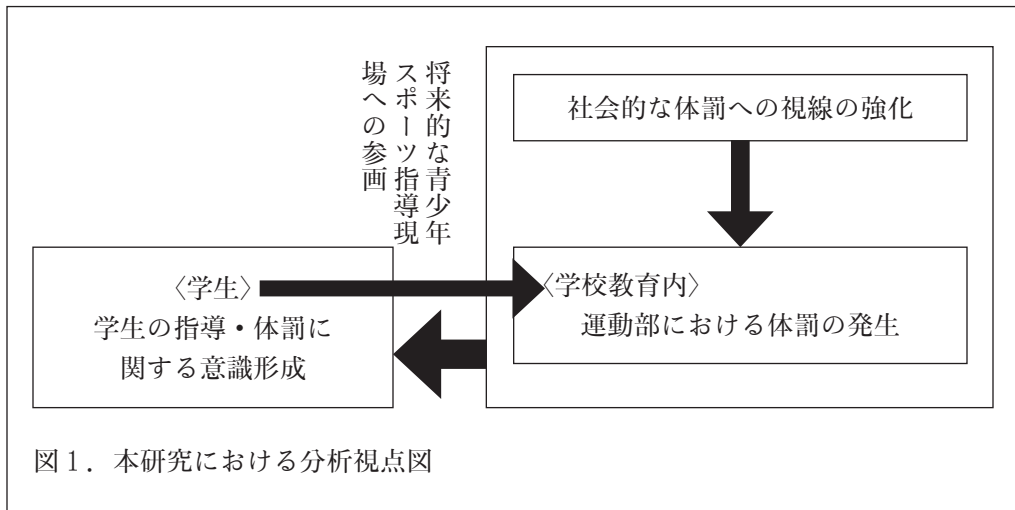 将来的な青少年
スポーツ指導現
場への参画
社会的な体罰への視線の強化
〈学生〉
学生の指導・体罰に
関する意識形成
〈学校教育内〉
運動部における体罰の発生
図1．本研究における分析視点図